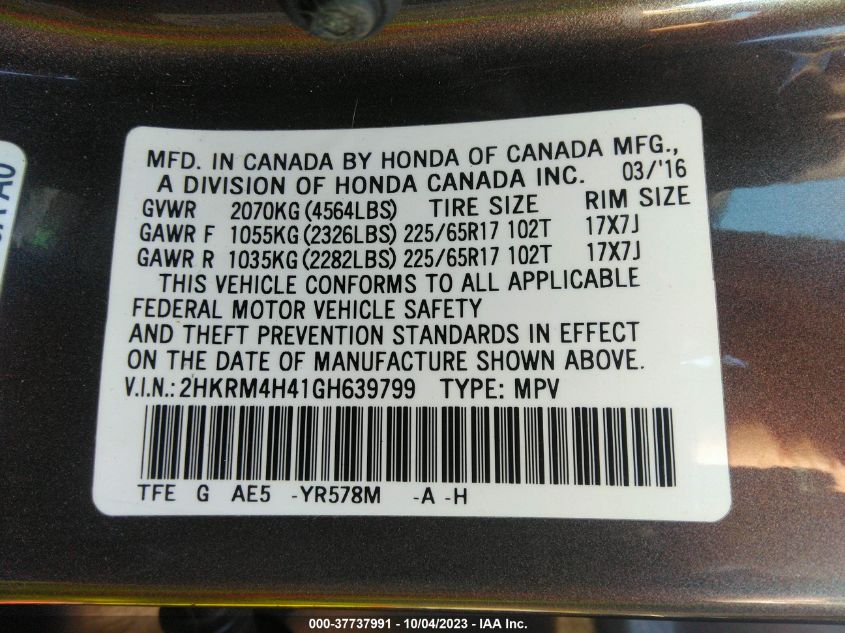 MFD. IN CANADA BY HONDA OF CANADA MFG.,
A DIVISION OF HONDA CANADA INC. 03/'16
GVWR 2070KG (4564LBS) TIRE SIZE RIM SIZE
GAWR F 1055KG (2326LBS) 225/65R17 102T 17X7J
GAWR R 1035KG (2282LBS) 225/65R17 102T 17X7J
THIS VEHICLE CONFORMS TO ALL APPLICABLE
FEDERAL MOTOR VEHICLE SAFETY
AND THEFT PREVENTION STANDARDS IN EFFECT
ON THE DATE OF MANUFACTURE SHOWN ABOVE.
V.I.N.: 2HKRM4H41GH639799 TYPE: MPV
TFE G AE5 -YR578M -A -H
000-37737991 - 10/04/2023 - IAA Inc.